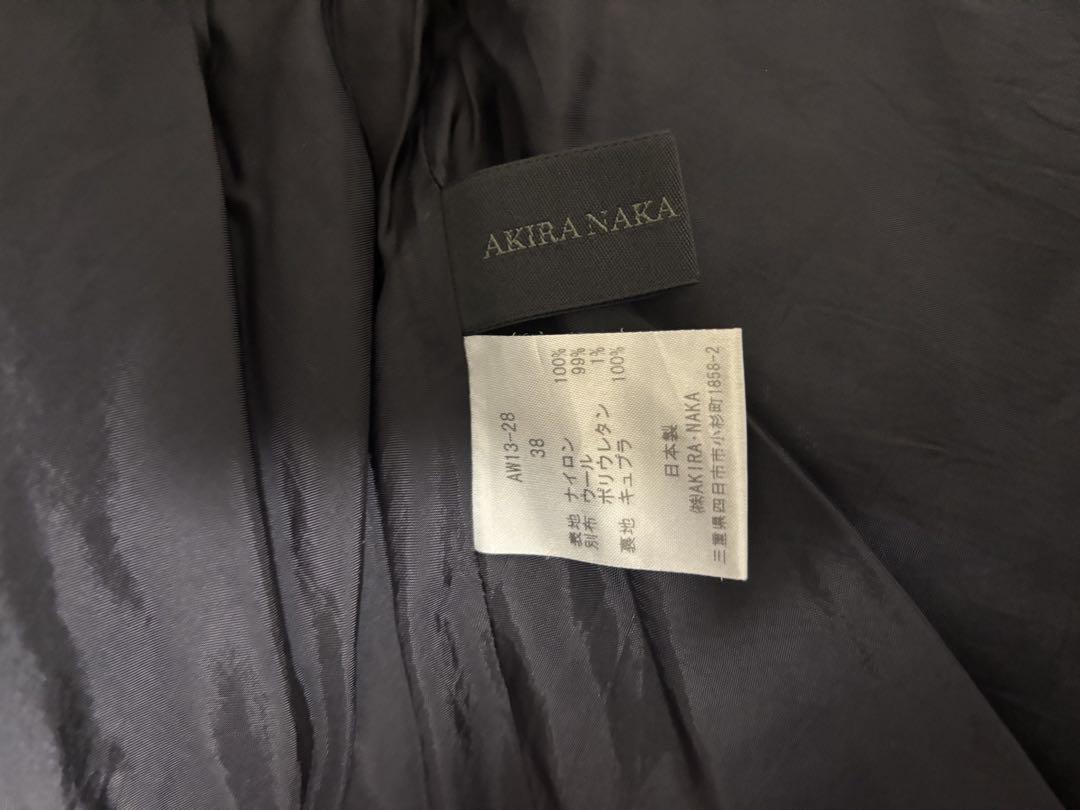 AKIRA NAKA
AW13-28
38
表地 ナイロン 100%
別布 ウール 99%
ポリウレタン 1%
裏地 キュプラ 100%
日本製
㈱AKIRA・NAKA
三重県四日市市小杉町1858-2